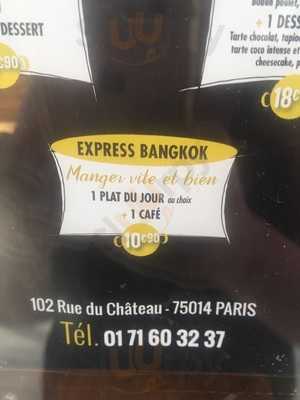 DESSERT
€90
poulet,
+ 1 DESS
Tarte chocolat, tapio
tarte coco intense et
cheesecake, p
18€
EXPRESS BANGKOK
Manger vite et bien
1 PLAT DU JOUR au choix
+ 1 CAFÉ
10€90
102 Rue du Château - 75014 PARIS
Tél. 01 71 60 32 37